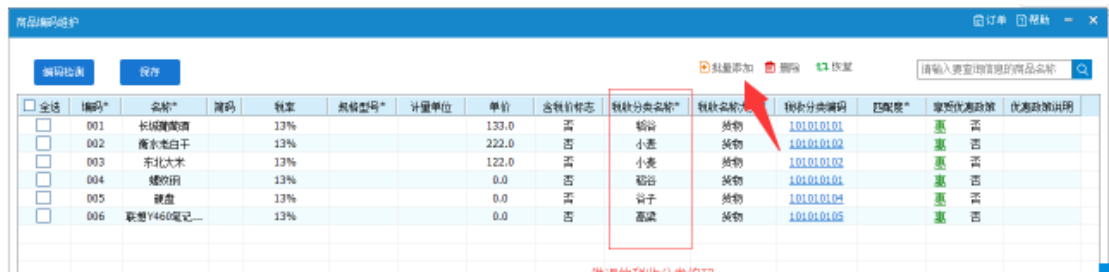 商品编码维护 订单 帮助
编码检测 保存 批量添加 删除 恢复 请输入要查询信息的商品名称
全选 编码* 名称* 简码 税率 规格型号* 计量单位 单价 含税价标志 税收分类名称* 税收名称 税收分类编码 匹配度* 享受优惠政策 优惠政策说明
001 长城葡萄酒 13% 133.0 否 稻谷 货物 101010101 惠 否
002 衡水老白干 13% 222.0 否 小麦 货物 101010102 惠 否
003 东北大米 13% 122.0 否 小麦 货物 101010102 惠 否
004 螺纹钢 13% 0.0 否 稻谷 货物 101010101 惠 否
005 硬盘 13% 0.0 否 谷子 货物 101010104 惠 否
006 联想Y460笔记.... 13% 0.0 否 高粱 货物 101010105 惠 否